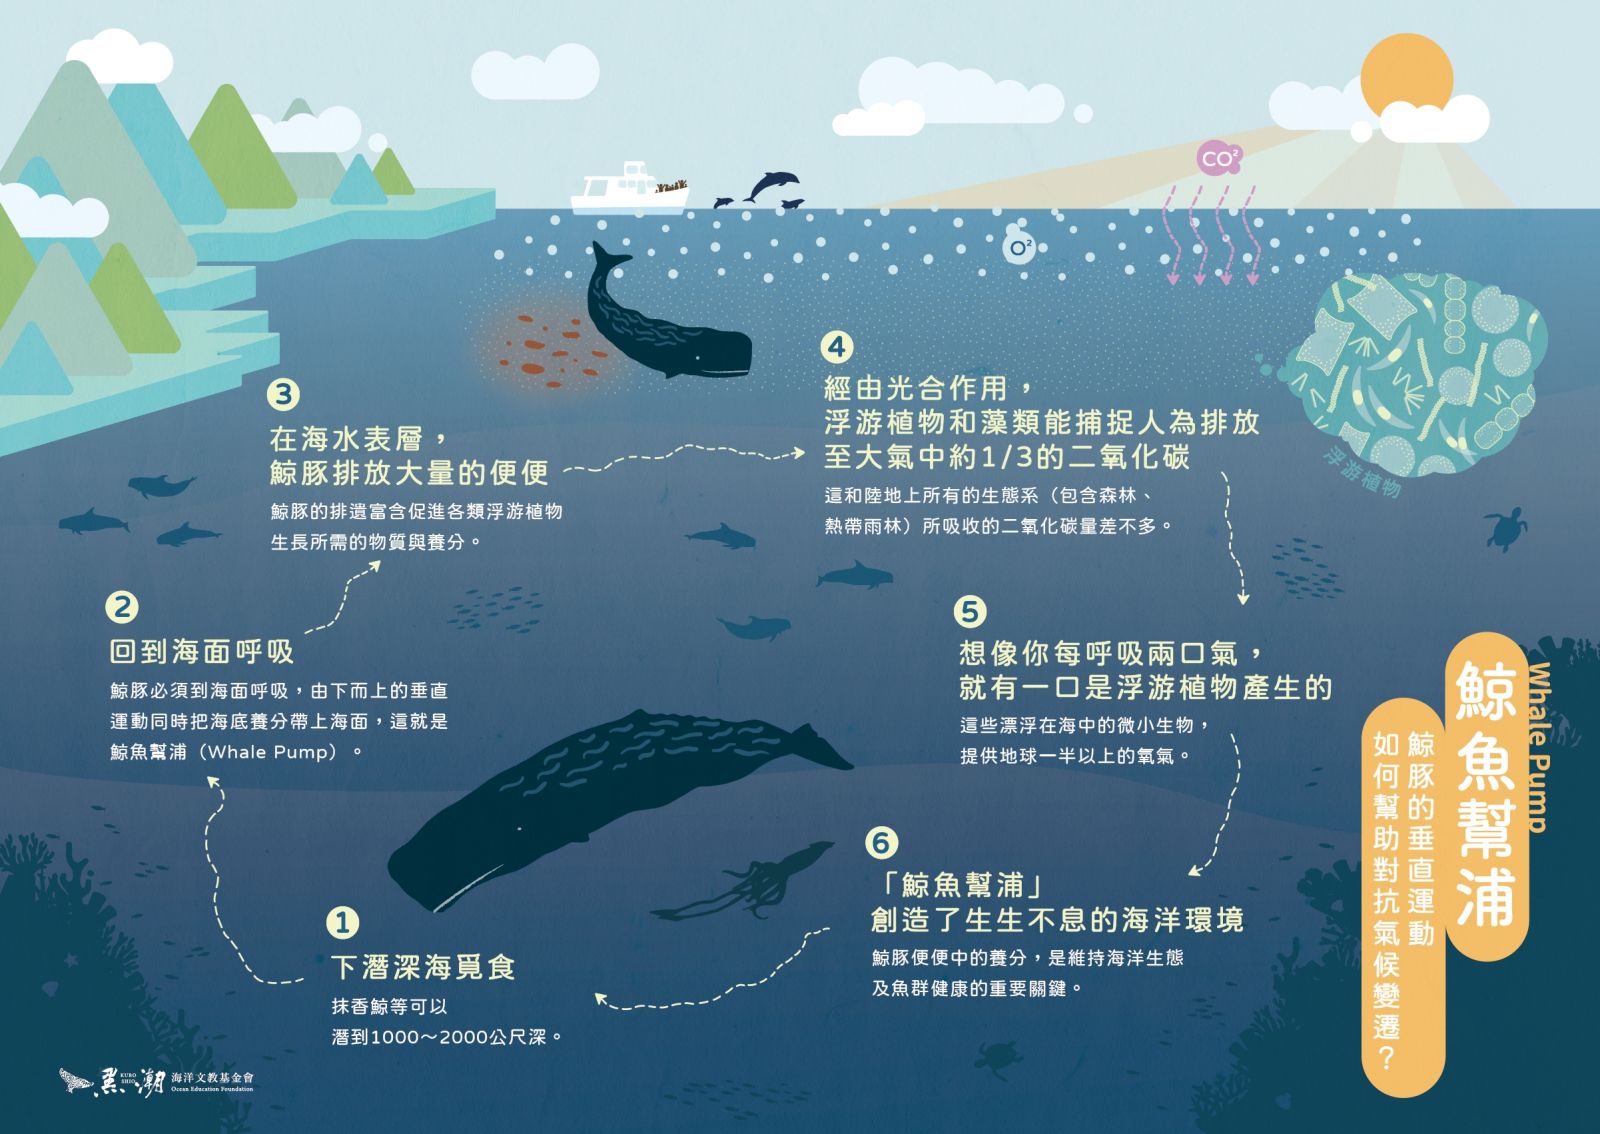 鯨魚幫浦
Whale Pump
鯨豚的垂直運動
如何幫助對抗氣候變遷？
CO²
O²
浮游植物
1
下潛深海覓食
抹香鯨等可以
潛到1000～2000公尺深。
2
回到海面呼吸
鯨豚必須到海面呼吸，由下而上的垂直
運動同時把海底養分帶上海面，這就是
鯨魚幫浦（Whale Pump）。
3
在海水表層，
鯨豚排放大量的便便
鯨豚的排遺富含促進各類浮游植物
生長所需的物質與養分。
4
經由光合作用，
浮游植物和藻類能捕捉人為排放
至大氣中約1/3的二氧化碳
這和陸地上所有的生態系（包含森林、
熱帶雨林）所吸收的二氧化碳量差不多。
5
想像你每呼吸兩口氣，
就有一口是浮游植物產生的
這些漂浮在海中的微小生物，
提供地球一半以上的氧氣。
6
「鯨魚幫浦」
創造了生生不息的海洋環境
鯨豚便便中的養分，是維持海洋生態
及魚群健康的重要關鍵。
黑潮 KURO SHIO 海洋文教基金會
Ocean Education Foundation